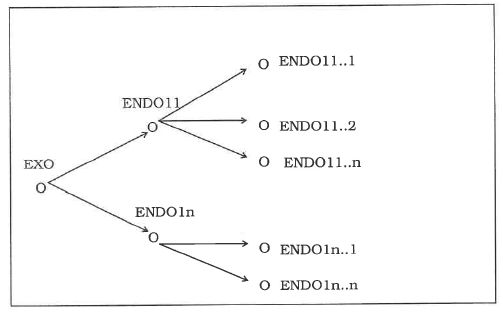 O ENDO11..1
ENDO11
O
O ENDO11..2
O ENDO11..n
EXO
O
ENDO1n
O
O ENDO1n..1
O ENDO1n..n